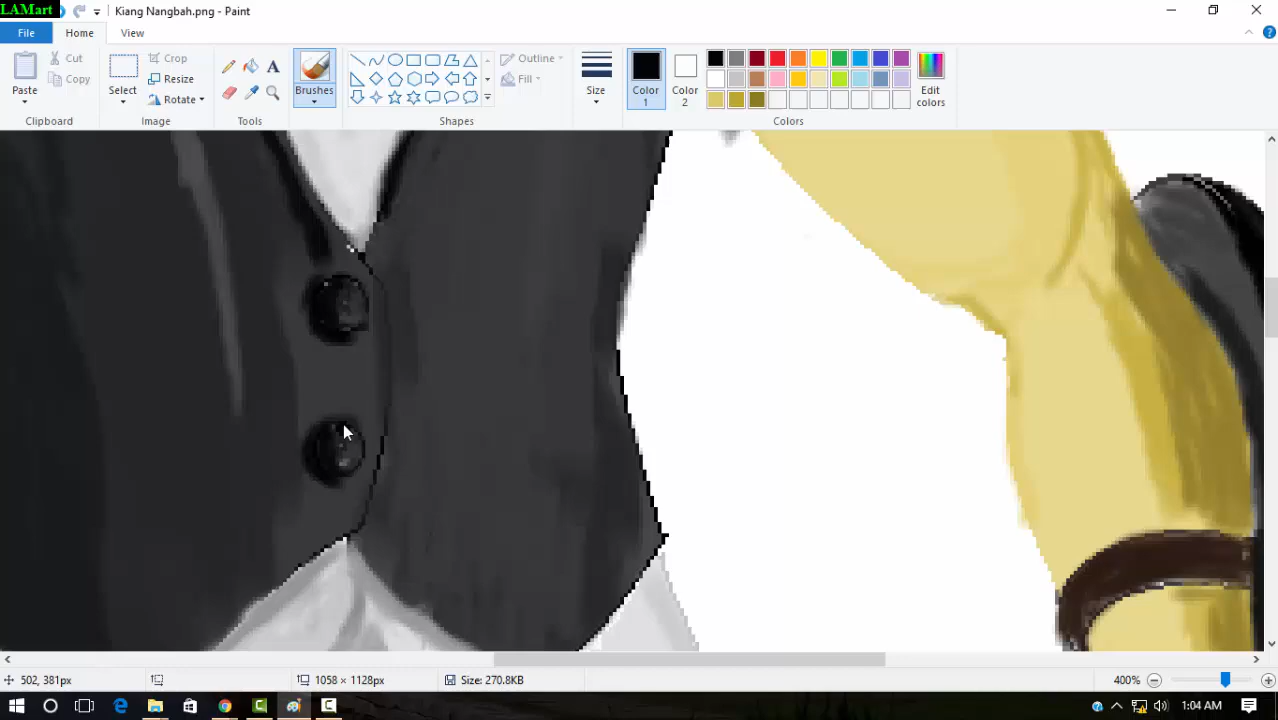 LAMart
Kiang Nangbah.png - Paint
File Home View
Paste
Cut
Copy
Clipboard
Select
Crop
Resize
Rotate
Image
A
Tools
Brushes
Outline
Fill
Shapes
Size
Color 1
Color 2
Edit colors
Colors
502, 381px
1058 × 1128px
Size: 270.8KB
400%
1:04 AM